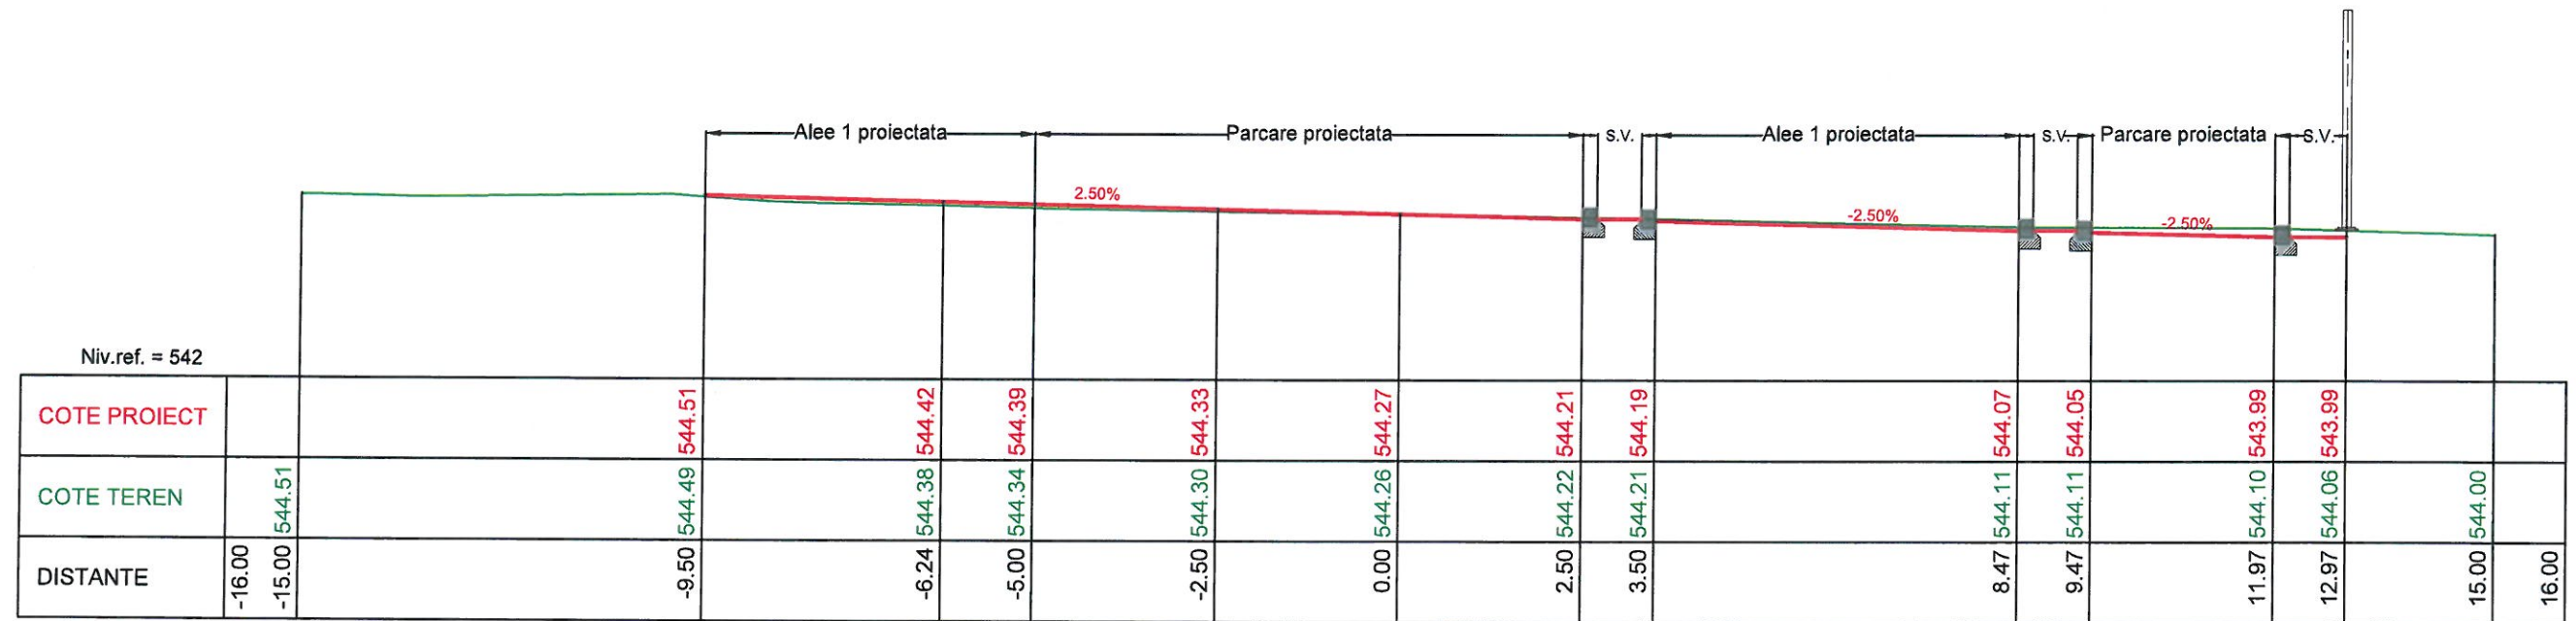 Alee 1 proiectata Parcare proiectata s.v. Alee 1 proiectata s.v. Parcare proiectata s.v.
2.50% -2.50% -2.50%
Niv.ref. = 542
COTE PROIECT 544.51 544.42 544.39 544.33 544.27 544.21 544.19 544.07 544.05 543.99 543.99
COTE TEREN 544.51 544.49 544.38 544.34 544.30 544.26 544.22 544.21 544.11 544.11 544.10 544.06 544.00
DISTANTE -16.00 -15.00 -9.50 -6.24 -5.00 -2.50 0.00 2.50 3.50 8.47 9.47 11.97 12.97 15.00 16.00